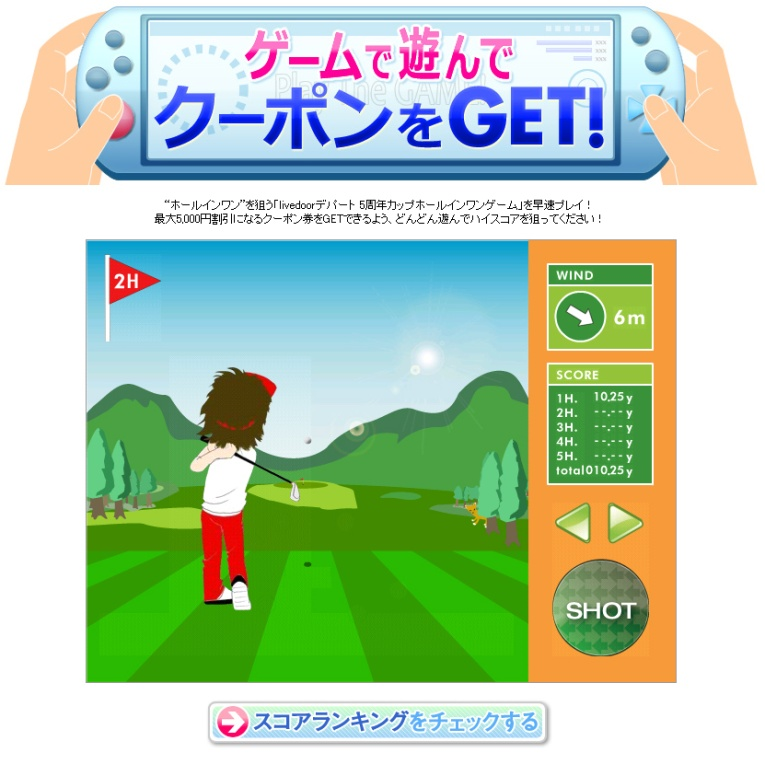 ゲームで遊んで
クーポンをGET!
“ホールインワン”を狙う「livedoorデパート 5周年カップホールインワンゲーム」を早速プレイ！
最大5,000円割引になるクーポン券をGETできるよう、どんどん遊んでハイスコアを狙ってください！
2H
WIND
6m
SCORE
1H. 10,25y
2H. --.--y
3H. --.--y
4H. --.--y
5H. --.--y
total010,25y
SHOT
スコアランキングをチェックする